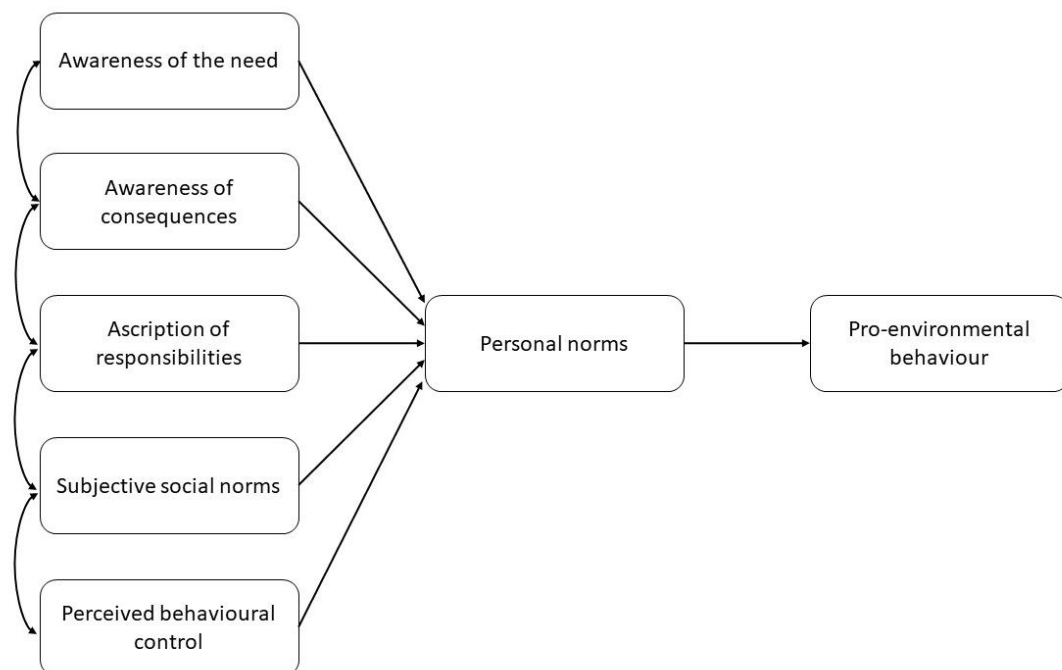 Awareness of the need
Awareness of
consequences
Ascription of
responsibilities
Subjective social norms
Perceived behavioural
control
Personal norms
Pro-environmental
behaviour